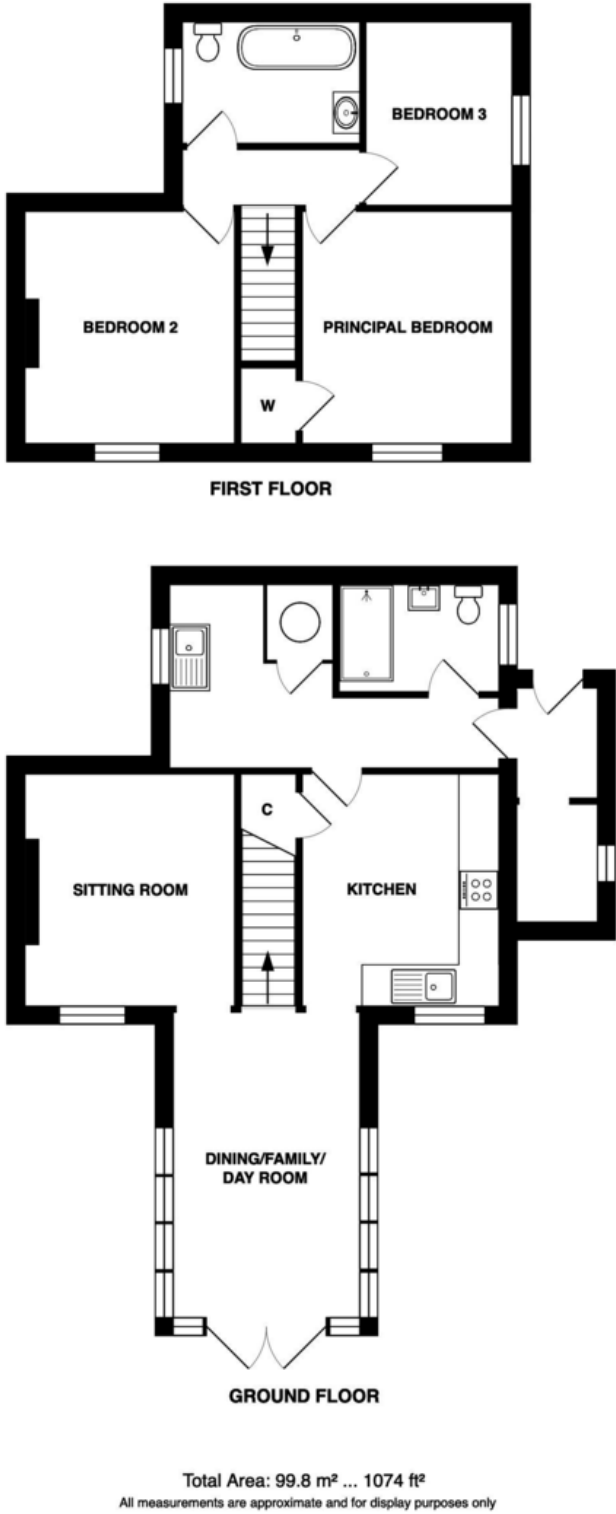 BEDROOM 3
BEDROOM 2
PRINCIPAL BEDROOM
W
FIRST FLOOR
C
SITTING ROOM
KITCHEN
DINING/FAMILY/
DAY ROOM
GROUND FLOOR
Total Area: 99.8 m² ... 1074 ft²
All measurements are approximate and for display purposes only